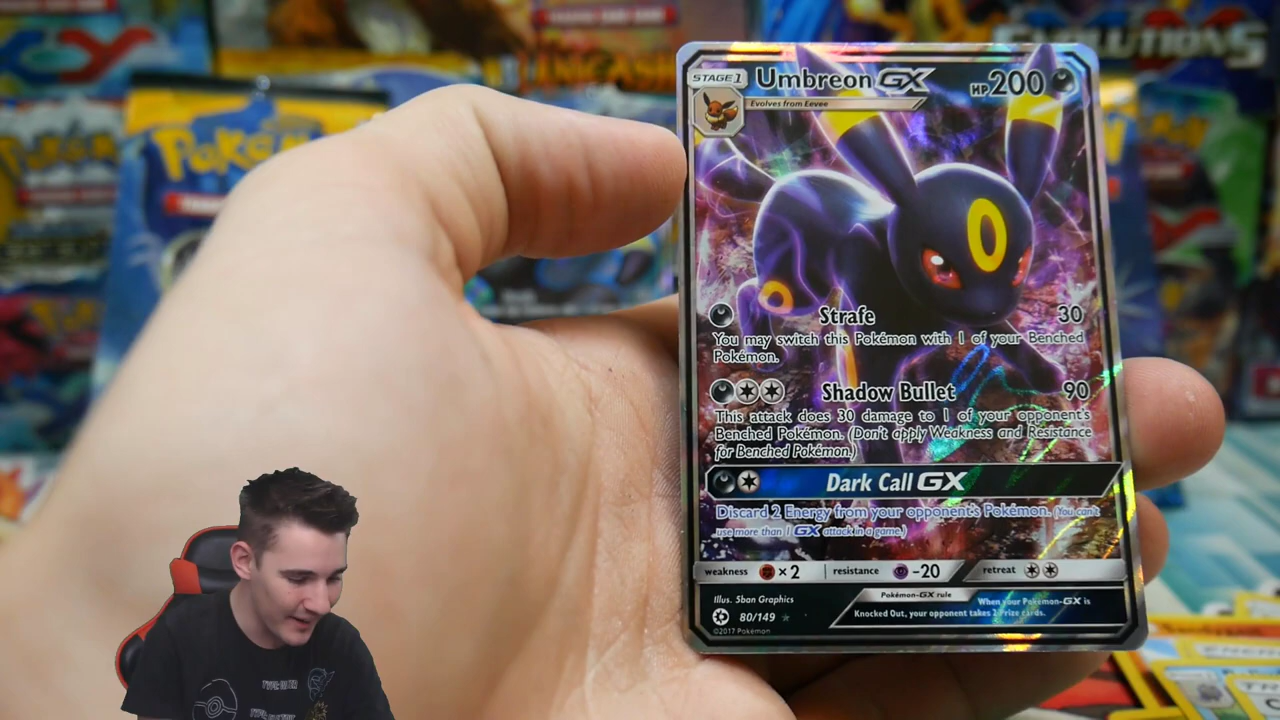 XY
EVOLUTIONS
Pokémon
STAGE 1
Umbreon GX
HP 200
Evolves from Eevee
Strafe 30
You may switch this Pokémon with 1 of your Benched
Pokémon.
Shadow Bullet 90
This attack does 30 damage to 1 of your opponent's
Benched Pokémon. (Don't apply Weakness and Resistance
for Benched Pokémon.)
Dark Call GX
Discard 2 Energy from your opponent's Pokémon. (You can't
use more than 1 GX attack in a game.)
weakness ×2 resistance -20 retreat
Illus. 5ban Graphics
80/149
©2017 Pokémon
Pokémon-GX rule
When your Pokémon-GX is
Knocked Out, your opponent takes 2 Prize cards.